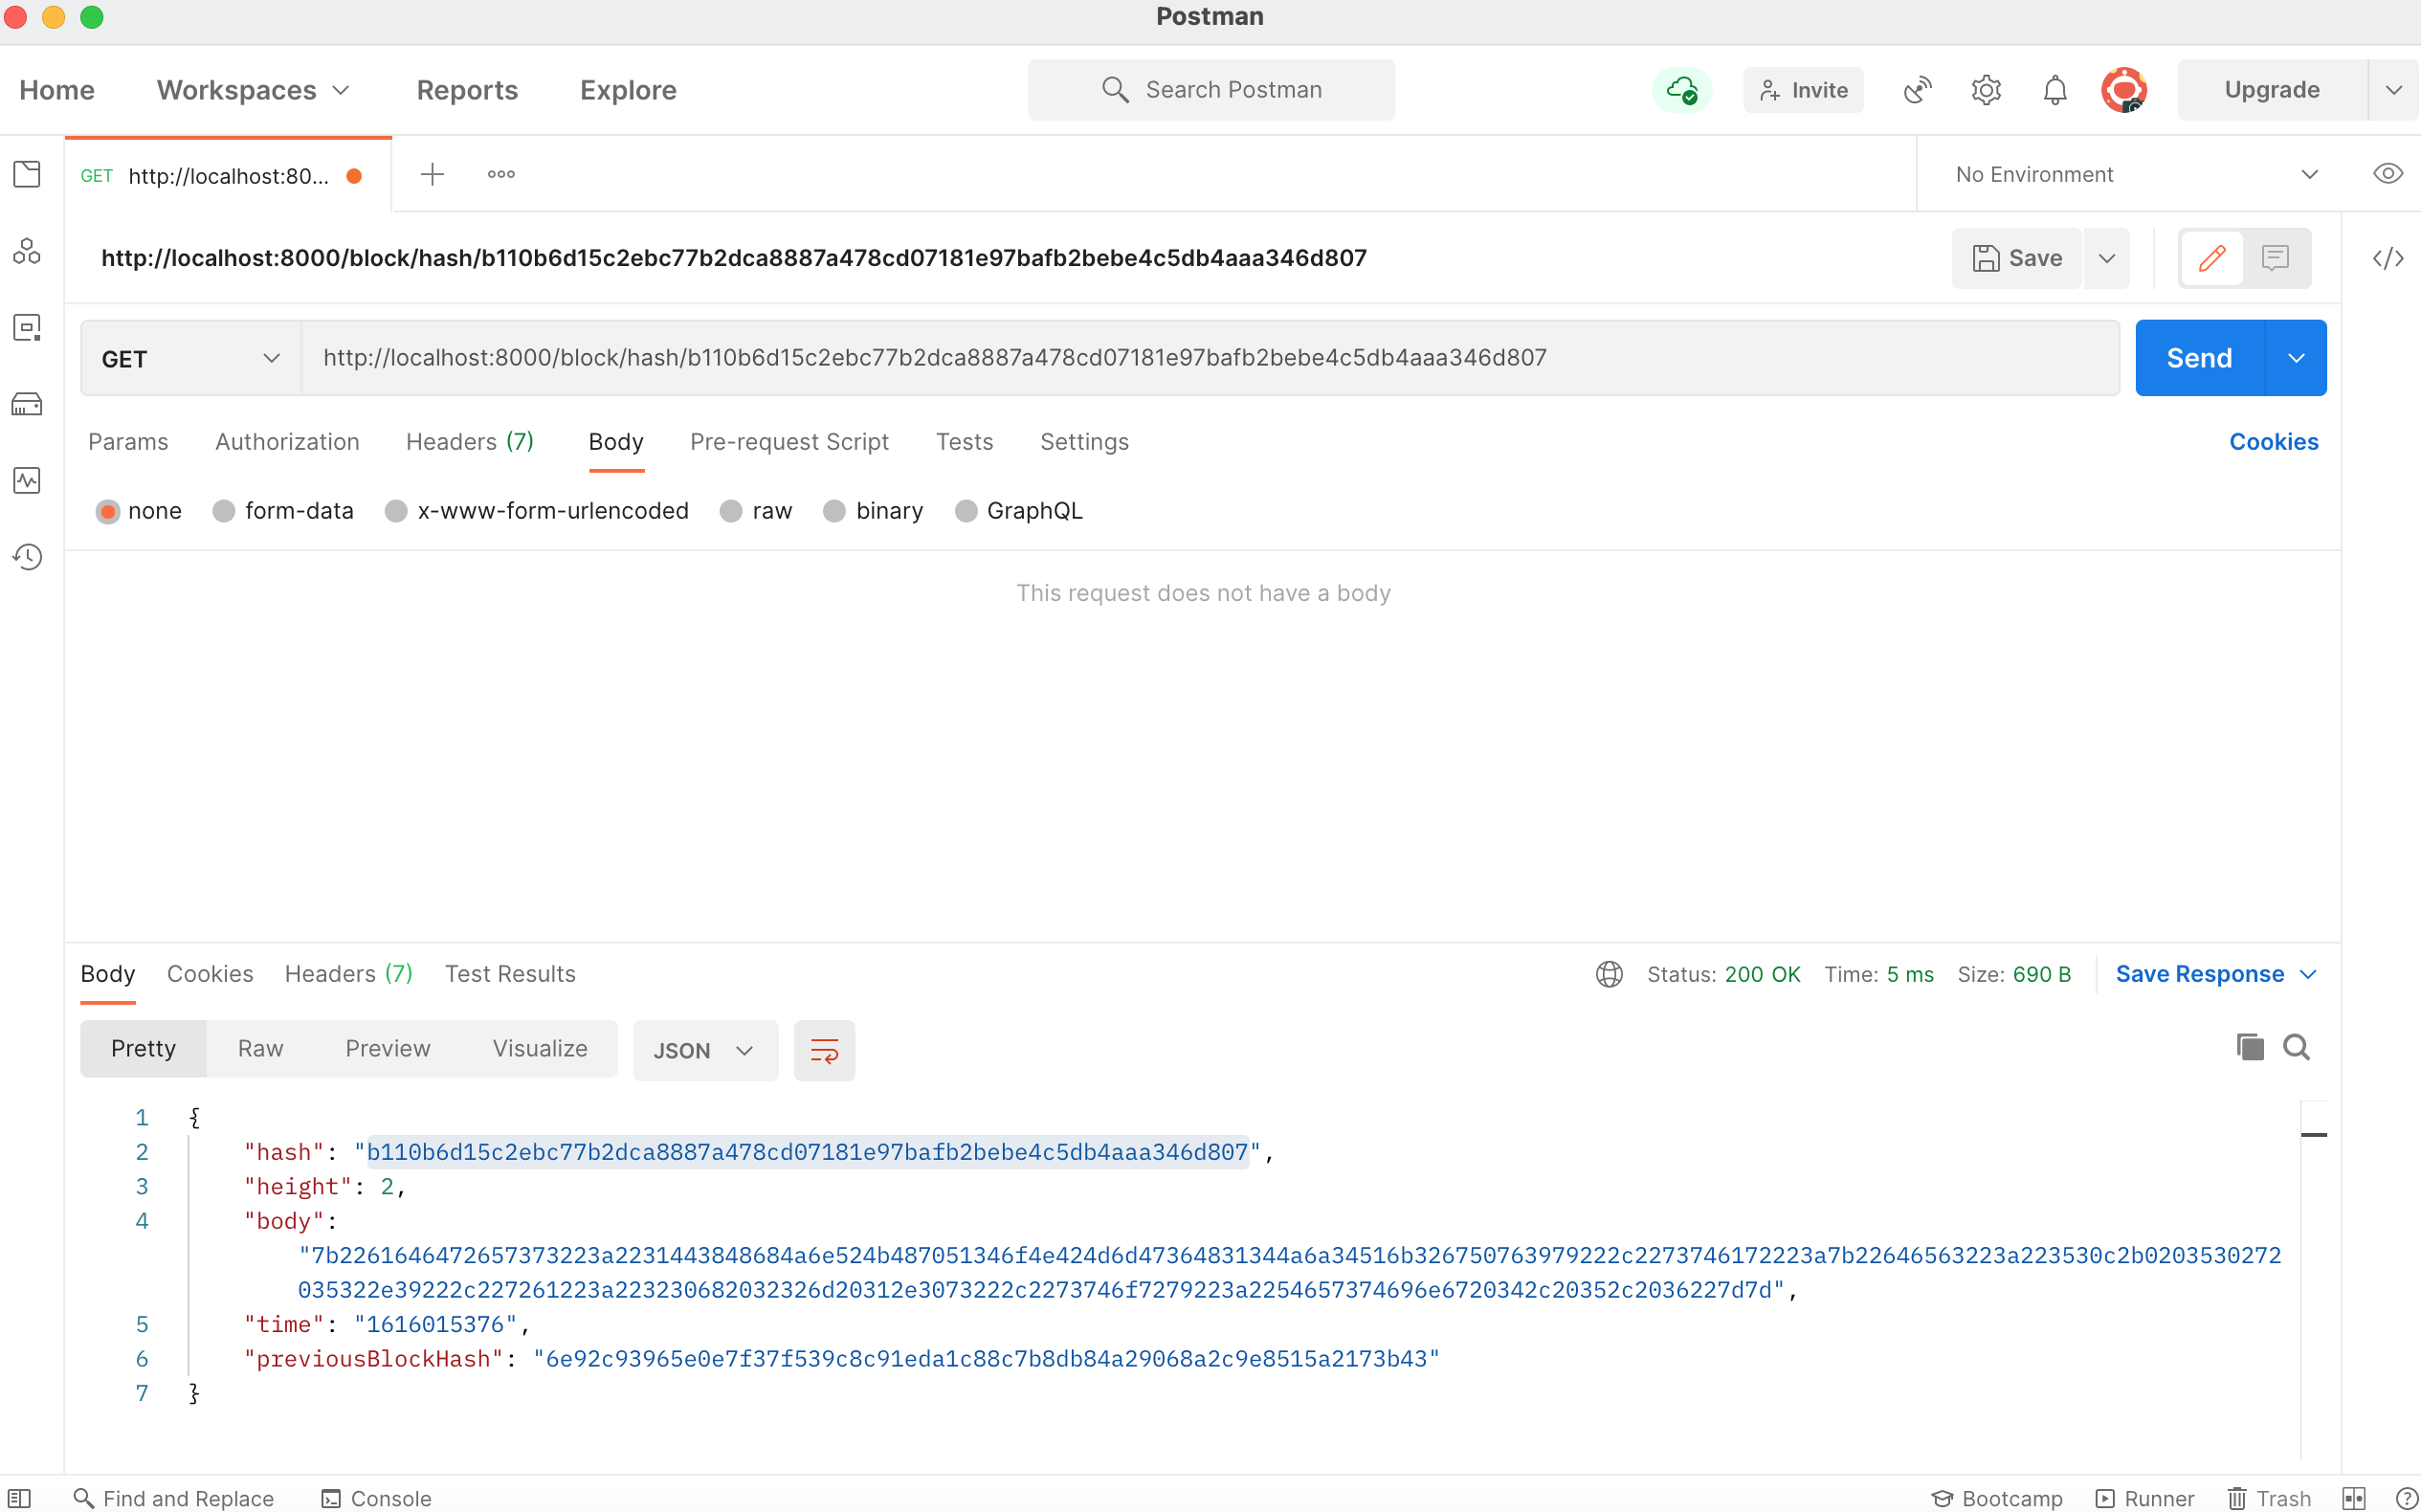 Postman
Home Workspaces Reports Explore Search Postman Invite Upgrade
GET http://localhost:80... No Environment
http://localhost:8000/block/hash/b110b6d15c2ebc77b2dca8887a478cd07181e97bafb2bebe4c5db4aaa346d807 Save
GET http://localhost:8000/block/hash/b110b6d15c2ebc77b2dca8887a478cd07181e97bafb2bebe4c5db4aaa346d807 Send
Params Authorization Headers (7) Body Pre-request Script Tests Settings Cookies
none form-data x-www-form-urlencoded raw binary GraphQL
This request does not have a body
Body Cookies Headers (7) Test Results Status: 200 OK Time: 5 ms Size: 690 B Save Response
Pretty Raw Preview Visualize JSON
1 {
2 "hash": "b110b6d15c2ebc77b2dca8887a478cd07181e97bafb2bebe4c5db4aaa346d807",
3 "height": 2,
4 "body":
"7b2261646472657373223a2231443848684a6e524b487051346f4e424d6d47364831344a6a34516b326750763979222c2273746172223a7b22646563223a223530c2b0203530272
035322e39222c227261223a223230682032326d20312e3073222c2273746f7279223a2254657374696e6720342c20352c2036227d7d",
5 "time": "1616015376",
6 "previousBlockHash": "6e92c93965e0e7f37f539c8c91eda1c88c7b8db84a29068a2c9e8515a2173b43"
7 }
Find and Replace Console Bootcamp Runner Trash